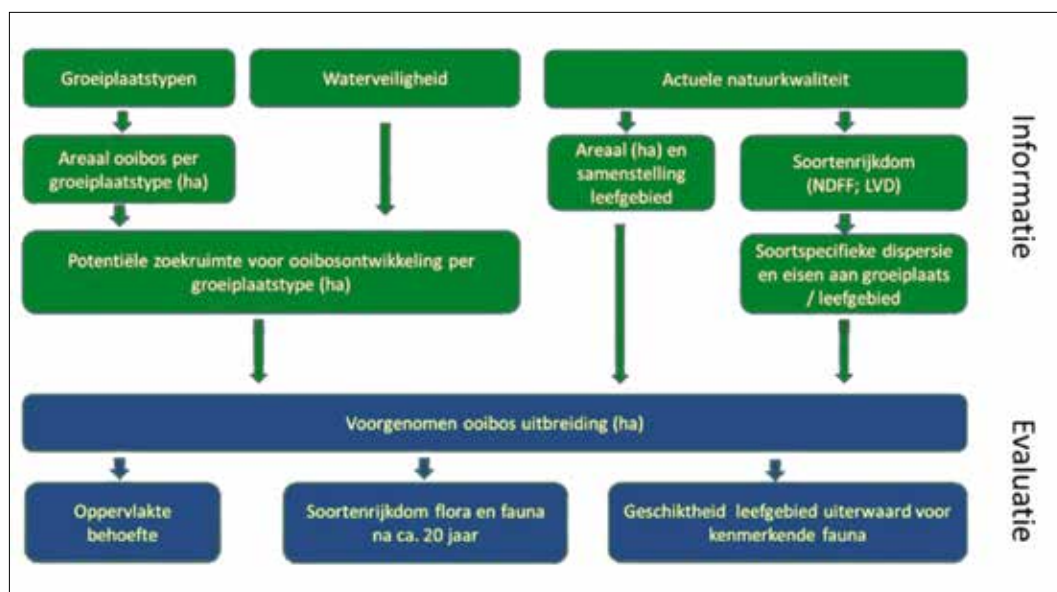 Groeiplaatstypen
Waterveiligheid
Actuele natuurkwaliteit
Areaal ooibos per
groeiplaatstype (ha)
Areaal (ha) en
samenstelling
leefgebied
Soortenrijkdom
(NDFF; LVD)
Potentiële zoekruimte voor ooibosontwikkeling per
groeiplaatstype (ha)
Soortspecifieke dispersie
en eisen aan groeiplaats
/ leefgebied
Informatie
Voorgenomen ooibos uitbreiding (ha)
Oppervlakte
behoefte
Soortenrijkdom flora en fauna
na ca. 20 jaar
Geschiktheid leefgebied uiterwaard voor
kenmerkende fauna
Evaluatie